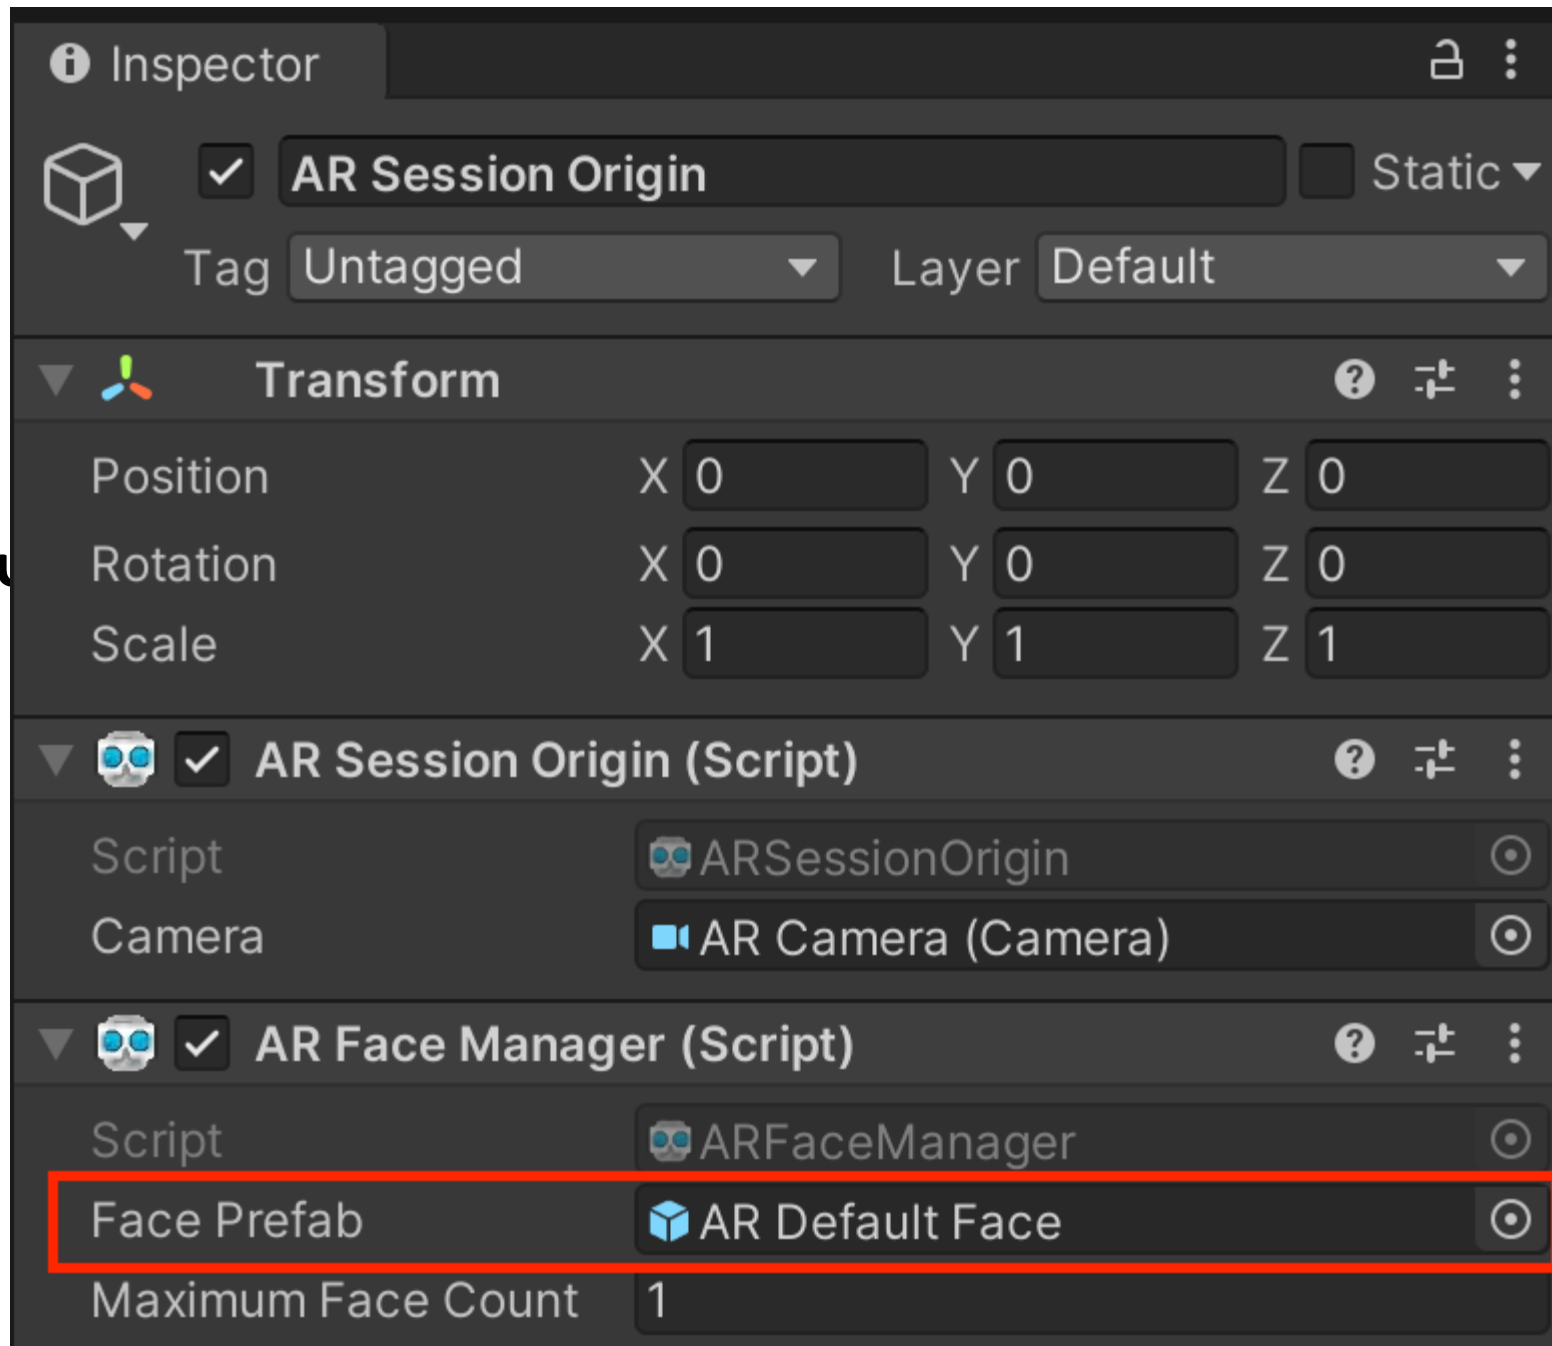 Inspector
AR Session Origin Static
Tag Untagged Layer Default
Transform
Position X 0 Y 0 Z 0
Rotation X 0 Y 0 Z 0
Scale X 1 Y 1 Z 1
AR Session Origin (Script)
Script ARSessionOrigin
Camera AR Camera (Camera)
AR Face Manager (Script)
Script ARFaceManager
Face Prefab AR Default Face
Maximum Face Count 1